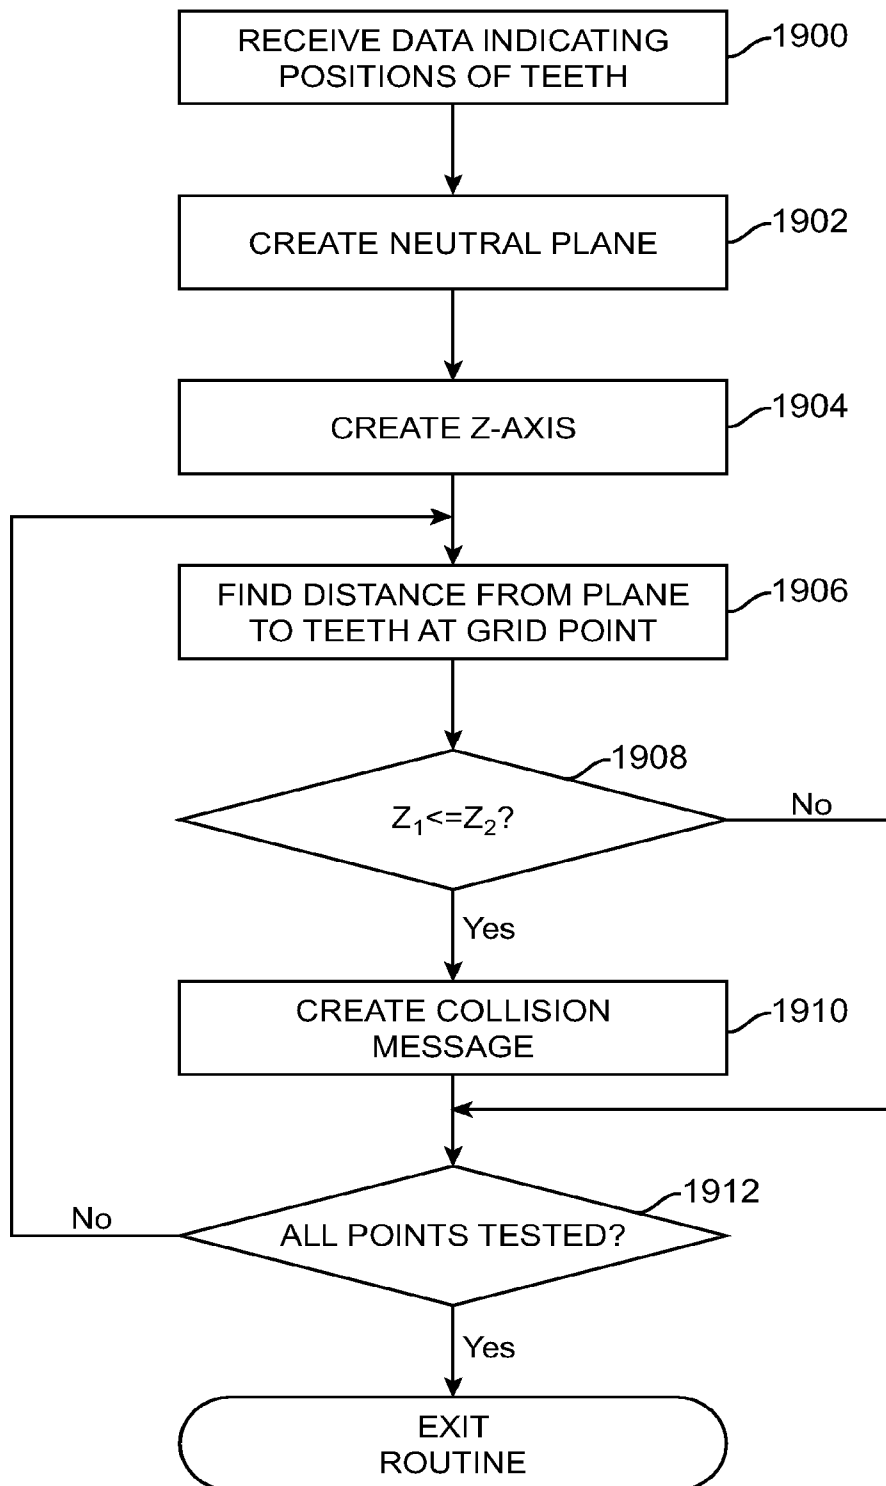 RECEIVE DATA INDICATING
POSITIONS OF TEETH
1900
CREATE NEUTRAL PLANE
1902
CREATE Z-AXIS
1904
FIND DISTANCE FROM PLANE
TO TEETH AT GRID POINT
1906
Z₁<=Z₂?
1908
No
Yes
CREATE COLLISION
MESSAGE
1910
ALL POINTS TESTED?
1912
No
Yes
EXIT
ROUTINE